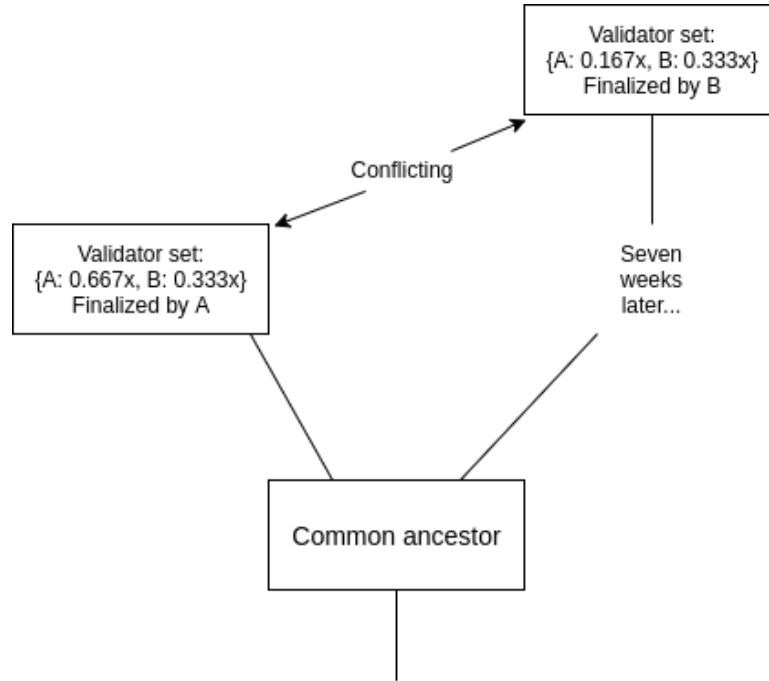 Validator set:
{A: 0.167x, B: 0.333x}
Finalized by B
Conflicting
Validator set:
{A: 0.667x, B: 0.333x}
Finalized by A
Seven
weeks
later...
Common ancestor